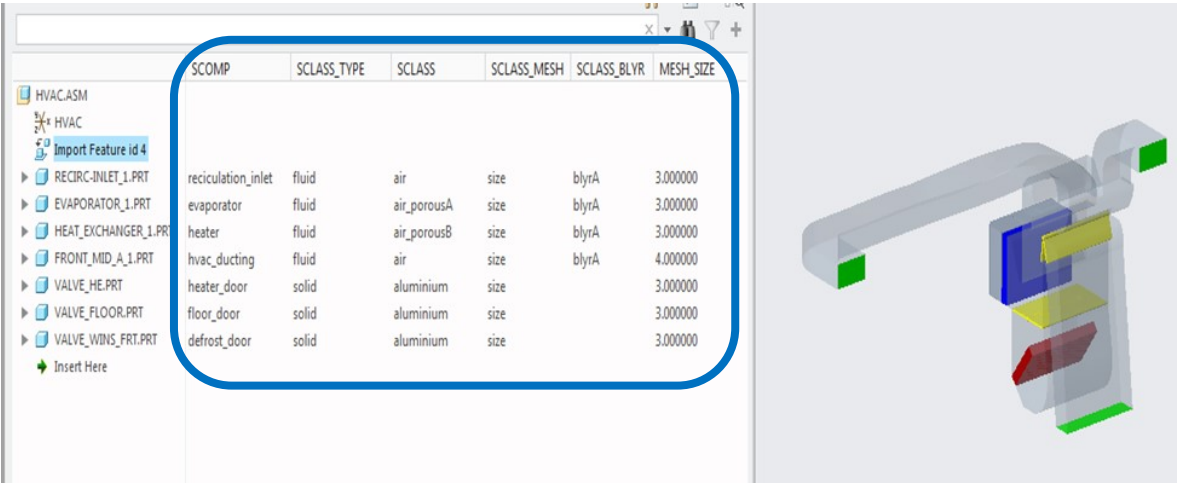 SCOMP SCLASS_TYPE SCLASS SCLASS_MESH SCLASS_BLYR MESH_SIZE
HVAC.ASM
HVAC
Import Feature id 4
RECIRC-INLET_1.PRT reciculation_inlet fluid air size blyrA 3.000000
EVAPORATOR_1.PRT evaporator fluid air_porousA size blyrA 3.000000
HEAT_EXCHANGER_1.PRT heater fluid air_porousB size blyrA 3.000000
FRONT_MID_A_1.PRT hvac_ducting fluid air size blyrA 4.000000
VALVE_HE.PRT heater_door solid aluminium size 3.000000
VALVE_FLOOR.PRT floor_door solid aluminium size 3.000000
VALVE_WINS_FRT.PRT defrost_door solid aluminium size 3.000000
Insert Here